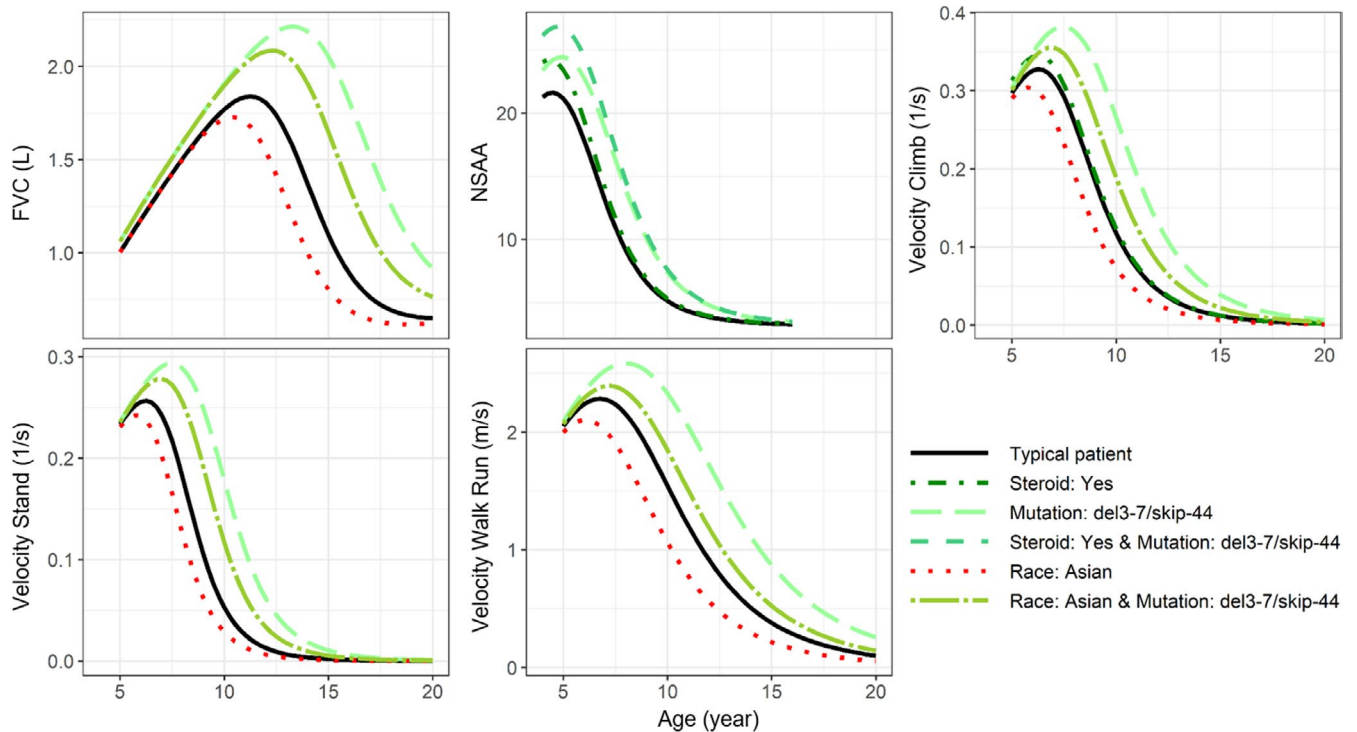 FVC (L)
2.0
1.5
1.0
NSAA
20
10
Velocity Climb (1/s)
0.4
0.3
0.2
0.1
0.0
5 10 15 20
Velocity Stand (1/s)
0.3
0.2
0.1
0.0
5 10 15 20
Velocity Walk Run (m/s)
2
1
0
5 10 15 20
Age (year)
Typical patient
Steroid: Yes
Mutation: del3-7/skip-44
Steroid: Yes & Mutation: del3-7/skip-44
Race: Asian
Race: Asian & Mutation: del3-7/skip-44